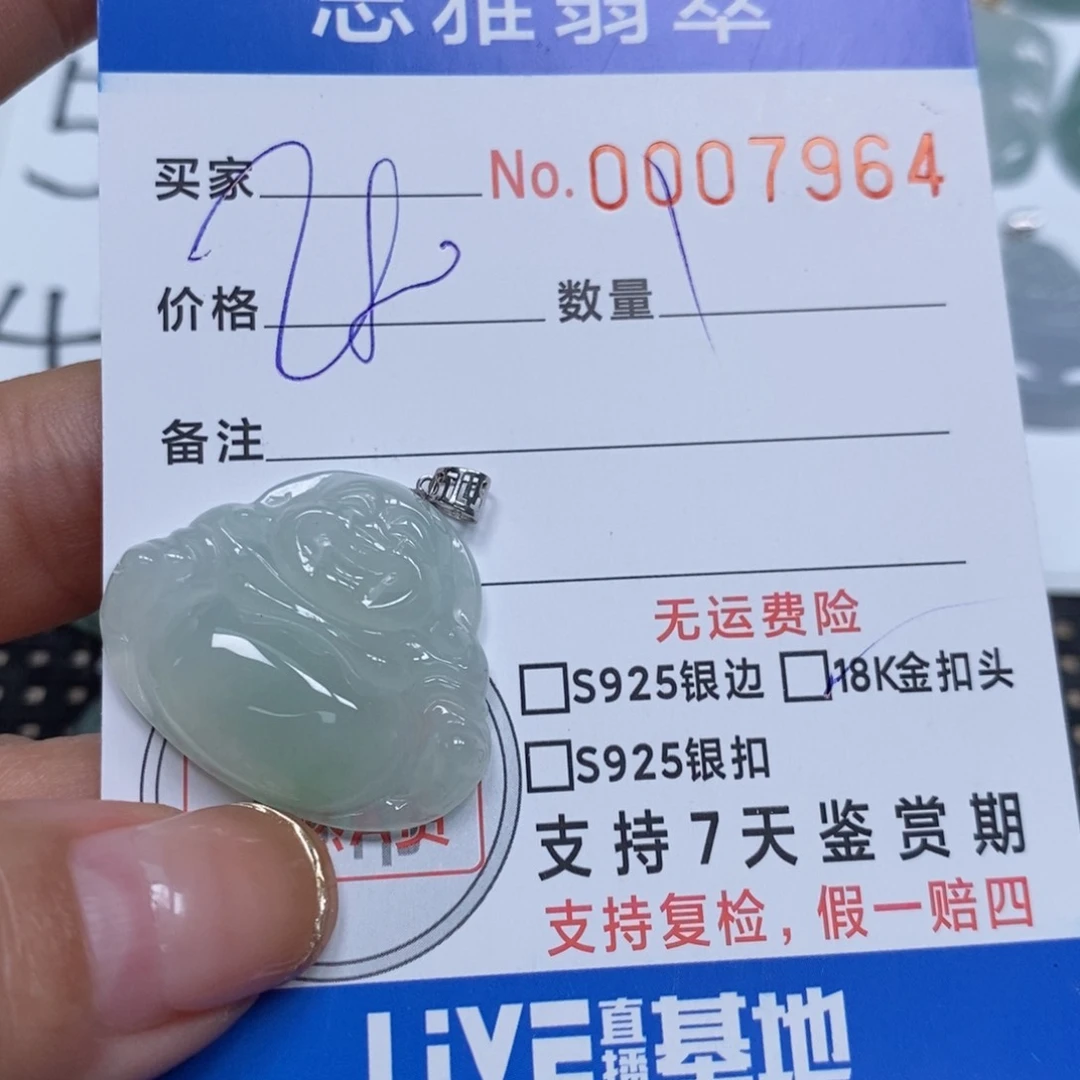 翡翠
买家 No. 0007964
价格 数量 1
备注
无运费险
S925银边 18K金扣头
S925银扣
支持7天鉴赏期
支持复检，假一赔四
LiVE直播基地
5
4